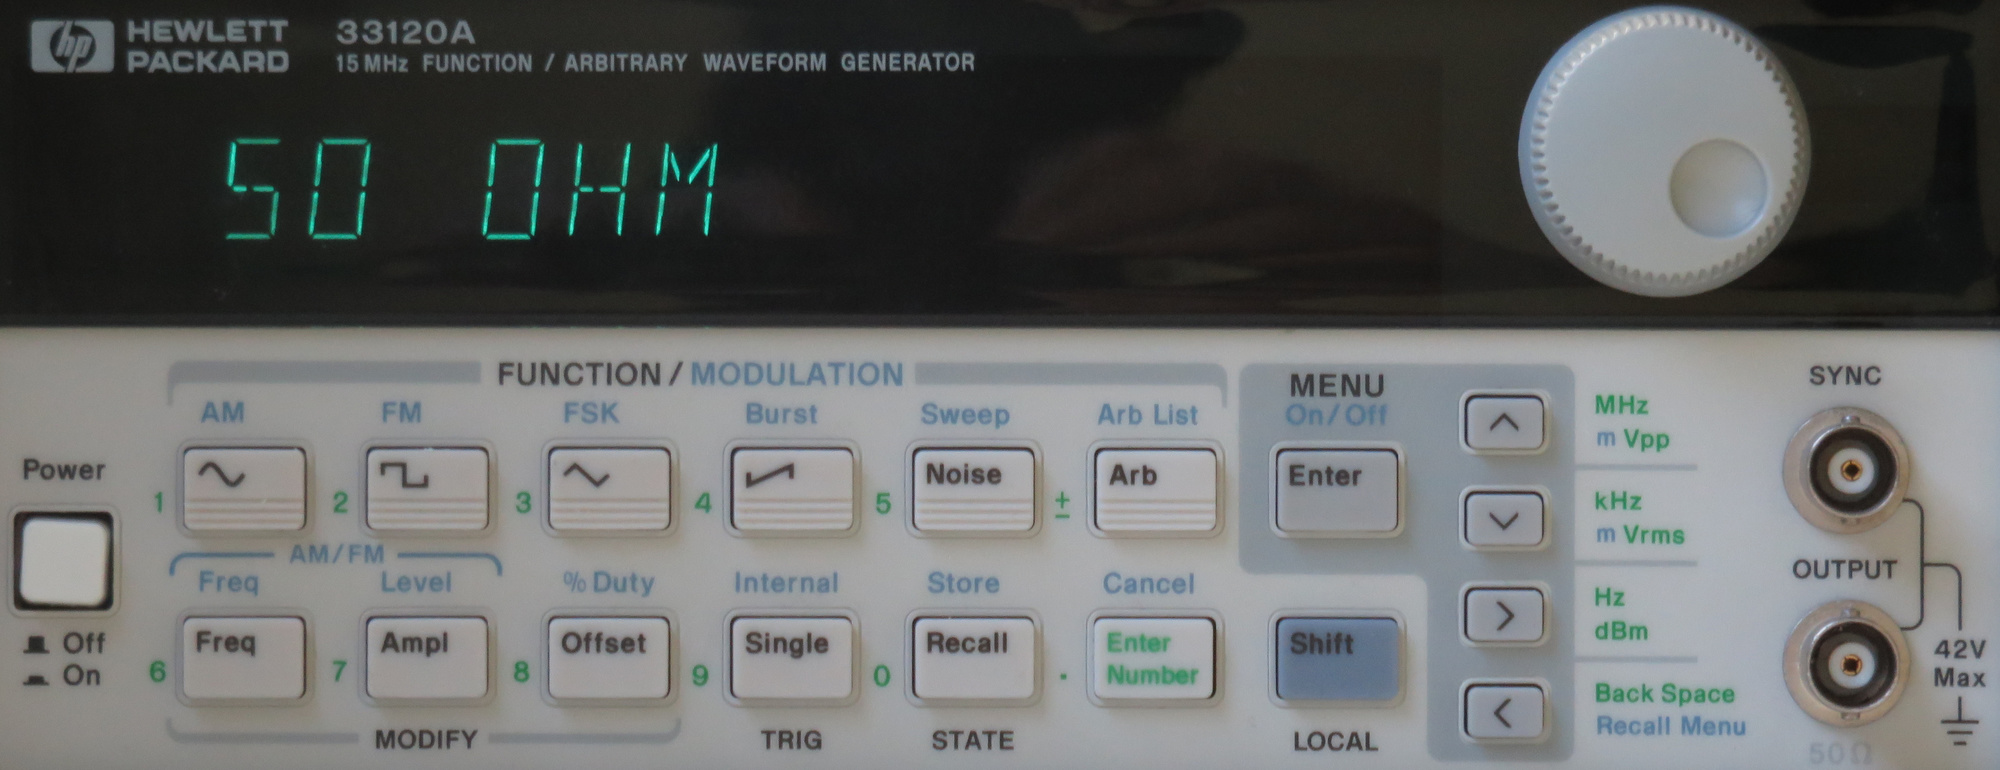 hp HEWLETT PACKARD
33120A
15 MHz FUNCTION / ARBITRARY WAVEFORM GENERATOR
50 OHM
FUNCTION / MODULATION
AM FM FSK Burst Sweep Arb List
MENU
On/Off
Power
1 2 3 4 5 Noise ± Arb
Enter
AM/FM
Freq Level % Duty Internal Store Cancel
Off
On
6 Freq 7 Ampl 8 Offset 9 Single 0 Recall . Enter Number
Shift
MODIFY TRIG STATE LOCAL
MHz
m Vpp
kHz
m Vrms
Hz
dBm
Back Space
Recall Menu
SYNC
OUTPUT
42V
Max
50Ω